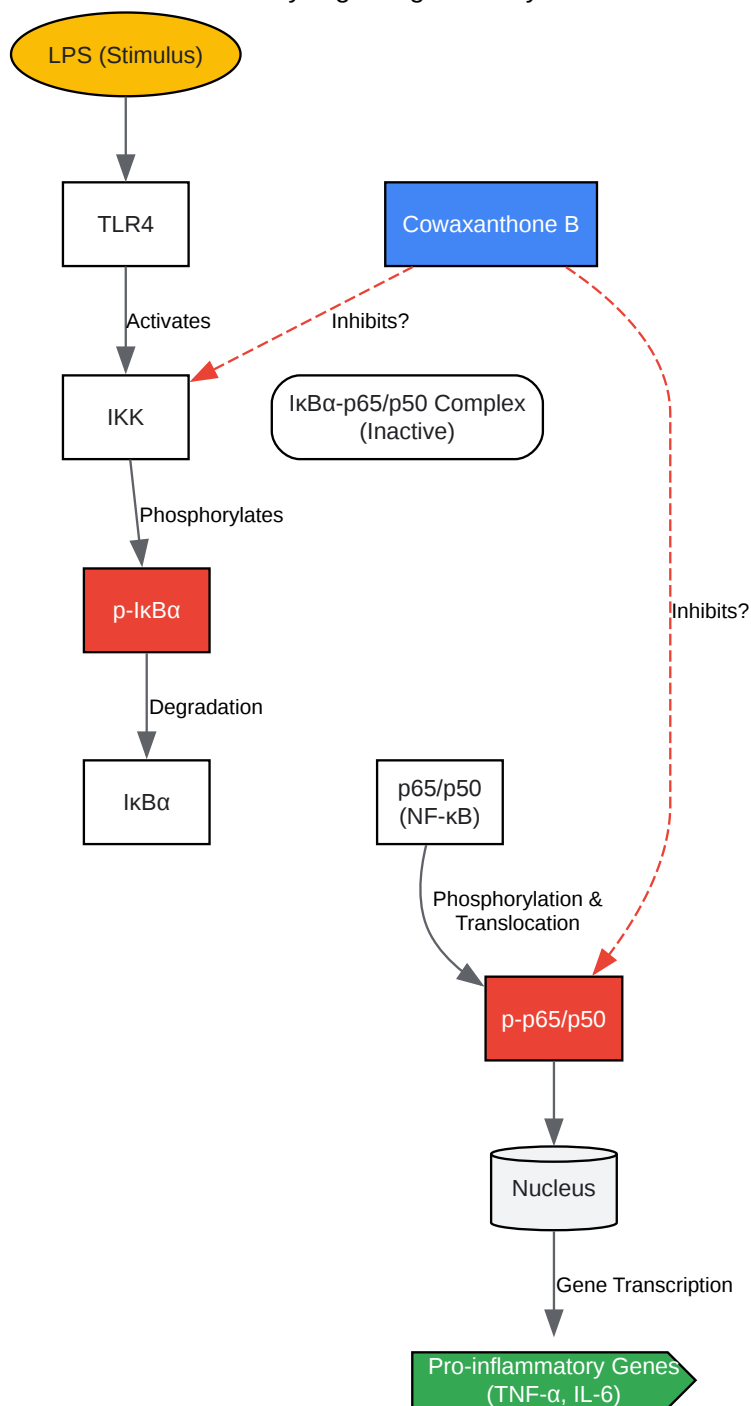 LPS (Stimulus)
TLR4
Cowaxanthone B
Activates
Inhibits?
IKK
IκBα-p65/p50 Complex
(Inactive)
Phosphorylates
p-IκBα
Inhibits?
Degradation
IκBα
p65/p50
(NF-κB)
Phosphorylation &
Translocation
p-p65/p50
Nucleus
Gene Transcription
Pro-inflammatory Genes
(TNF-α, IL-6)